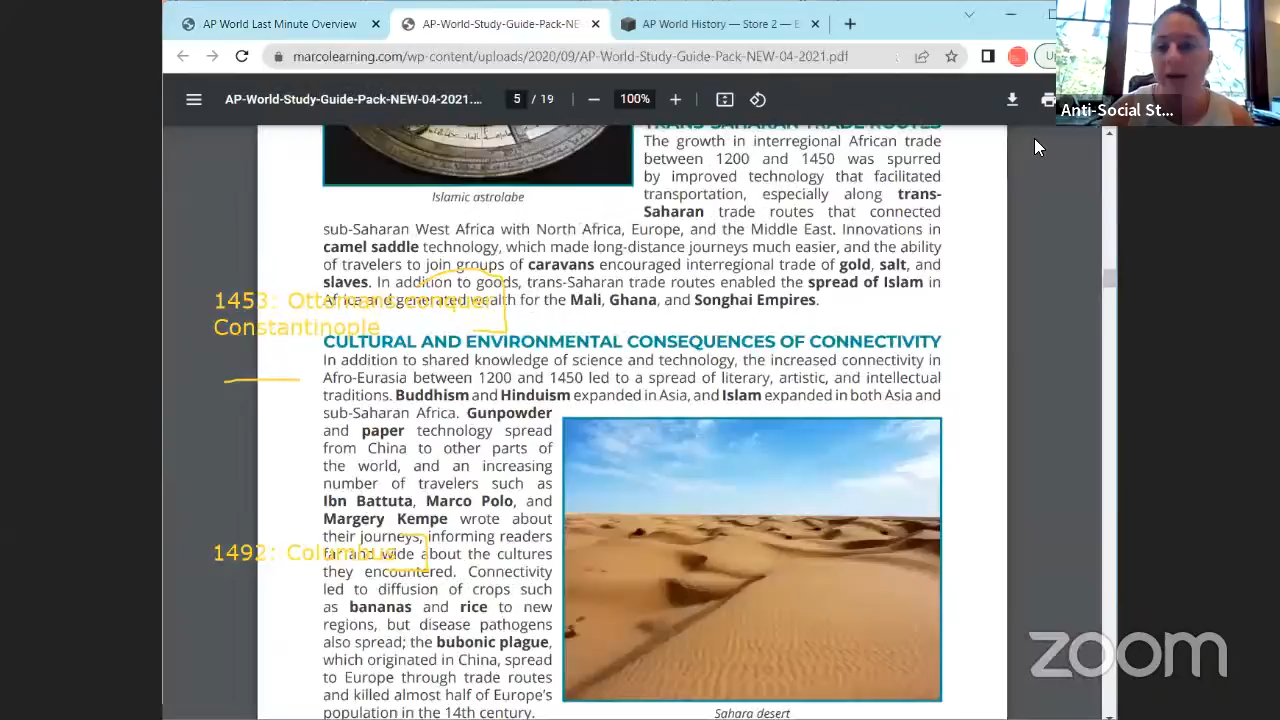 AP World Last Minute Overview
AP-World-Study-Guide-Pack-NE
AP World History — Store 2 — E
marcolearning.com/wp-content/uploads/2020/09/AP-World-Study-Guide-Pack-NEW-04-2021.pdf
AP-World-Study-Guide-Pack-NEW-04-2021....
5 / 19
100%
Anti-Social St...
TRANS-SAHARAN TRADE ROUTES
The growth in interregional African trade
between 1200 and 1450 was spurred
by improved technology that facilitated
transportation, especially along trans-
Saharan trade routes that connected
Islamic astrolabe
sub-Saharan West Africa with North Africa, Europe, and the Middle East. Innovations in
camel saddle technology, which made long-distance journeys much easier, and the ability
of travelers to join groups of caravans encouraged interregional trade of gold, salt, and
slaves. In addition to goods, trans-Saharan trade routes enabled the spread of Islam in
Africa and generated wealth for the Mali, Ghana, and Songhai Empires.
1453: Ottomans conquer
Constantinople
CULTURAL AND ENVIRONMENTAL CONSEQUENCES OF CONNECTIVITY
In addition to shared knowledge of science and technology, the increased connectivity in
Afro-Eurasia between 1200 and 1450 led to a spread of literary, artistic, and intellectual
traditions. Buddhism and Hinduism expanded in Asia, and Islam expanded in both Asia and
sub-Saharan Africa. Gunpowder
and paper technology spread
from China to other parts of
the world, and an increasing
number of travelers such as
Ibn Battuta, Marco Polo, and
Margery Kempe wrote about
their journeys, informing readers
far and wide about the cultures
1492: Columbus
they encountered. Connectivity
led to diffusion of crops such
as bananas and rice to new
regions, but disease pathogens
also spread; the bubonic plague,
which originated in China, spread
to Europe through trade routes
and killed almost half of Europe's
population in the 14th century.
Sahara desert
zoom